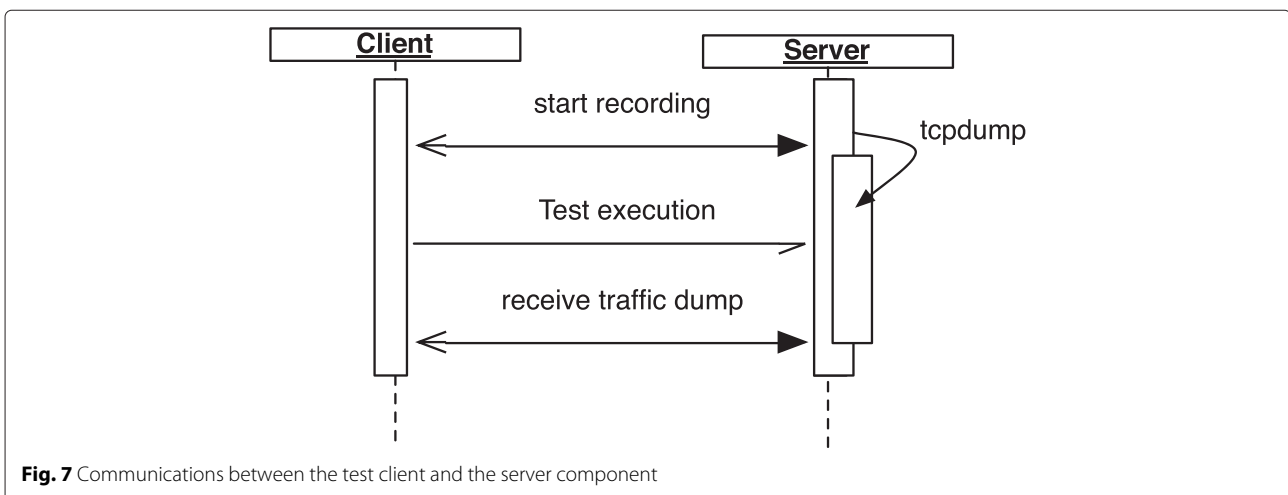 Client
Server
start recording
tcpdump
Test execution
receive traffic dump
Fig. 7 Communications between the test client and the server component